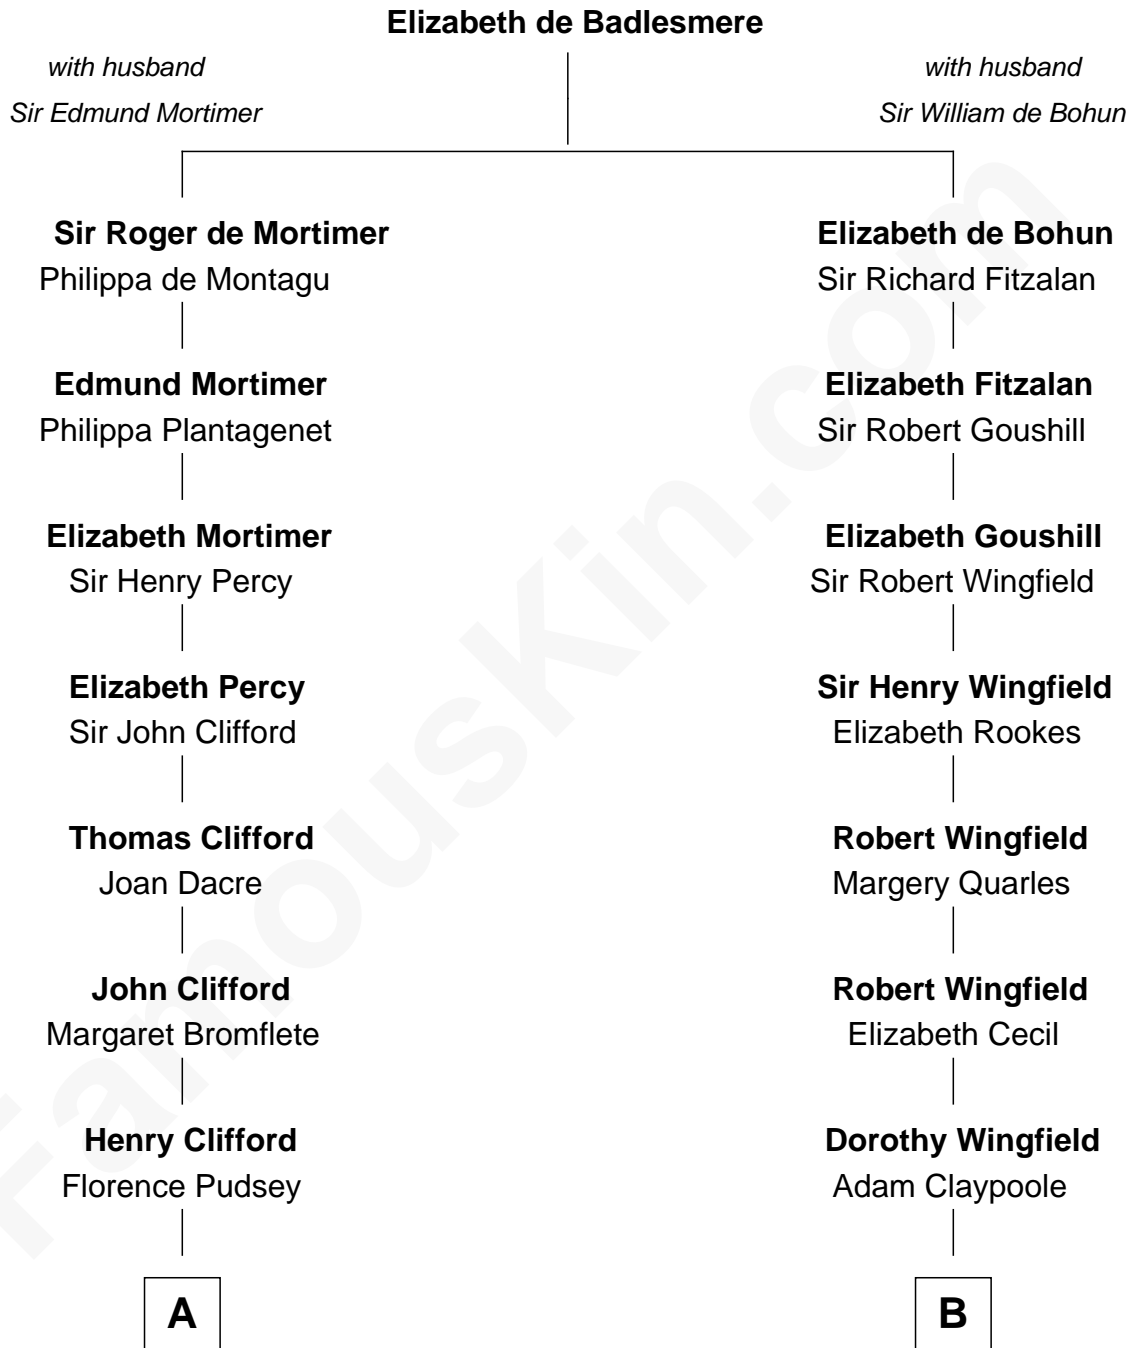 Elizabeth de Badlesmere
with husband
Sir Edmund Mortimer
with husband
Sir William de Bohun
Sir Roger de Mortimer
Philippa de Montagu
Elizabeth de Bohun
Sir Richard Fitzalan
Edmund Mortimer
Philippa Plantagenet
Elizabeth Fitzalan
Sir Robert Goushill
Elizabeth Mortimer
Sir Henry Percy
Elizabeth Goushill
Sir Robert Wingfield
Elizabeth Percy
Sir John Clifford
Sir Henry Wingfield
Elizabeth Rookes
Thomas Clifford
Joan Dacre
Robert Wingfield
Margery Quarles
John Clifford
Margaret Bromflete
Robert Wingfield
Elizabeth Cecil
Henry Clifford
Florence Pudsey
Dorothy Wingfield
Adam Claypoole
A
B
FamousKin.com